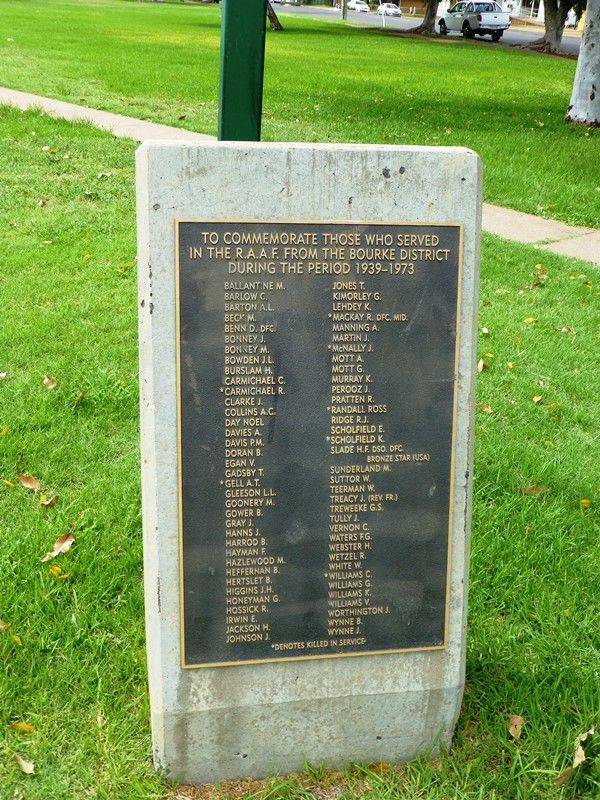 TO COMMEMORATE THOSE WHO SERVED
IN THE R.A.A.F. FROM THE BOURKE DISTRICT
DURING THE PERIOD 1939–1973
BALLANTINE M.
BARLOW C.
BARTON A.L.
BECK M.
BENN D. DFC.
BONNEY J.
BONNEY M.
BOWDEN J.L.
BURSLAM H.
CARMICHAEL C.
*CARMICHAEL R.
CLARKE J.
COLLINS A.C.
DAY NOEL
DAVIES A.
DAVIS P.M.
DORAN B.
EGAN V.
GADSBY T.
*GELL A.T.
GLEESON L.L.
GOONERY M.
GOWER B.
GRAY J.
HANNS J.
HARROD B.
HAYMAN F.
HAZLEWOOD M.
HEFFERNAN B.
HERTSLET B.
HIGGINS J.H.
HONEYMAN G.
HOSSICK R.
IRWIN E.
JACKSON H.
JOHNSON J.
JONES T.
KIMORLEY G.
LEHDEY K.
*MACKAY R. DFC. MID.
MANNING A.
MARTIN J.
*McNALLY J.
MOTT A.
MOTT G.
MURRAY K.
PEROOZ J.
PRATTEN R.
*RANDALL ROSS
RIDGE R.J.
SCHOLFIELD E.
*SCHOLFIELD K.
SLADE H.F. DSO. DFC.
BRONZE STAR (USA)
SUNDERLAND M.
SUTTOR W.
TEERMAN W.
TREACY J. (REV. FR.)
TREWEEKE G.S.
TULLY J.
VERNON C.
WATERS F.G.
WEBSTER H.
WETZEL R.
WHITE W.
*WILLIAMS C.
WILLIAMS G.
WILLIAMS K.
WILLIAMS V.
WORTHINGTON J.
WYNNE B.
WYNNE J.
*DENOTES KILLED IN SERVICE